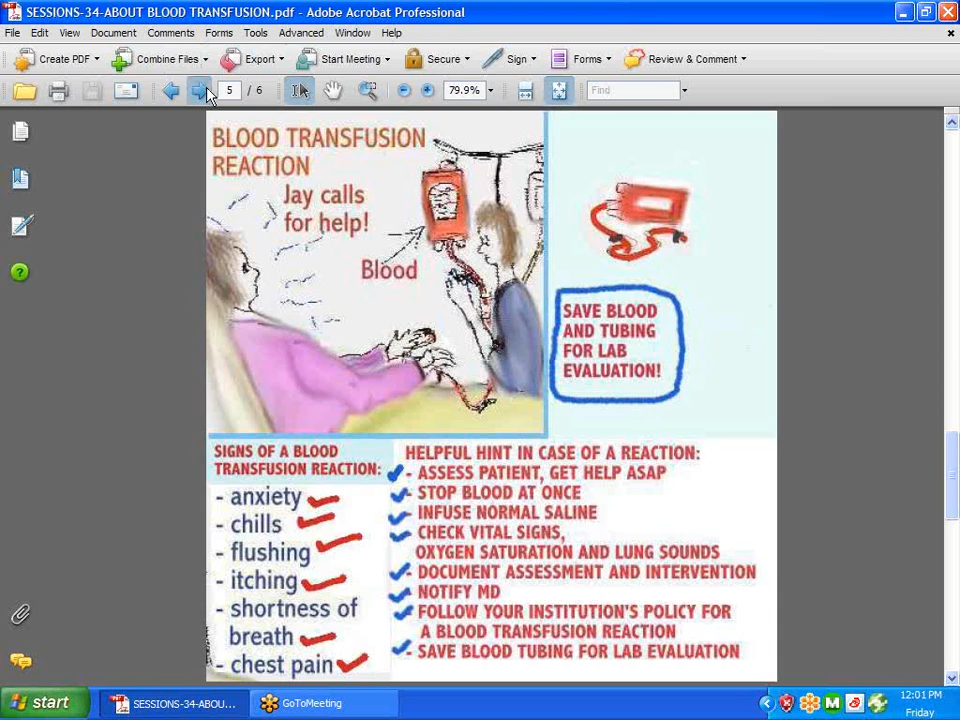 SESSIONS-34-ABOUT BLOOD TRANSFUSION.pdf - Adobe Acrobat Professional
File Edit View Document Comments Forms Tools Advanced Window Help
Create PDF Combine Files Export Start Meeting Secure Sign Forms Review & Comment
5 / 6 79.9% Find
BLOOD TRANSFUSION
REACTION
Jay calls
for help!
Blood
SAVE BLOOD
AND TUBING
FOR LAB
EVALUATION!
SIGNS OF A BLOOD
TRANSFUSION REACTION:
- anxiety
- chills
- flushing
- itching
- shortness of
breath
- chest pain
HELPFUL HINT IN CASE OF A REACTION:
- ASSESS PATIENT, GET HELP ASAP
- STOP BLOOD AT ONCE
- INFUSE NORMAL SALINE
- CHECK VITAL SIGNS,
OXYGEN SATURATION AND LUNG SOUNDS
- DOCUMENT ASSESSMENT AND INTERVENTION
- NOTIFY MD
- FOLLOW YOUR INSTITUTION'S POLICY FOR
A BLOOD TRANSFUSION REACTION
- SAVE BLOOD TUBING FOR LAB EVALUATION
start SESSIONS-34-ABOU... GoToMeeting 12:01 PM
Friday